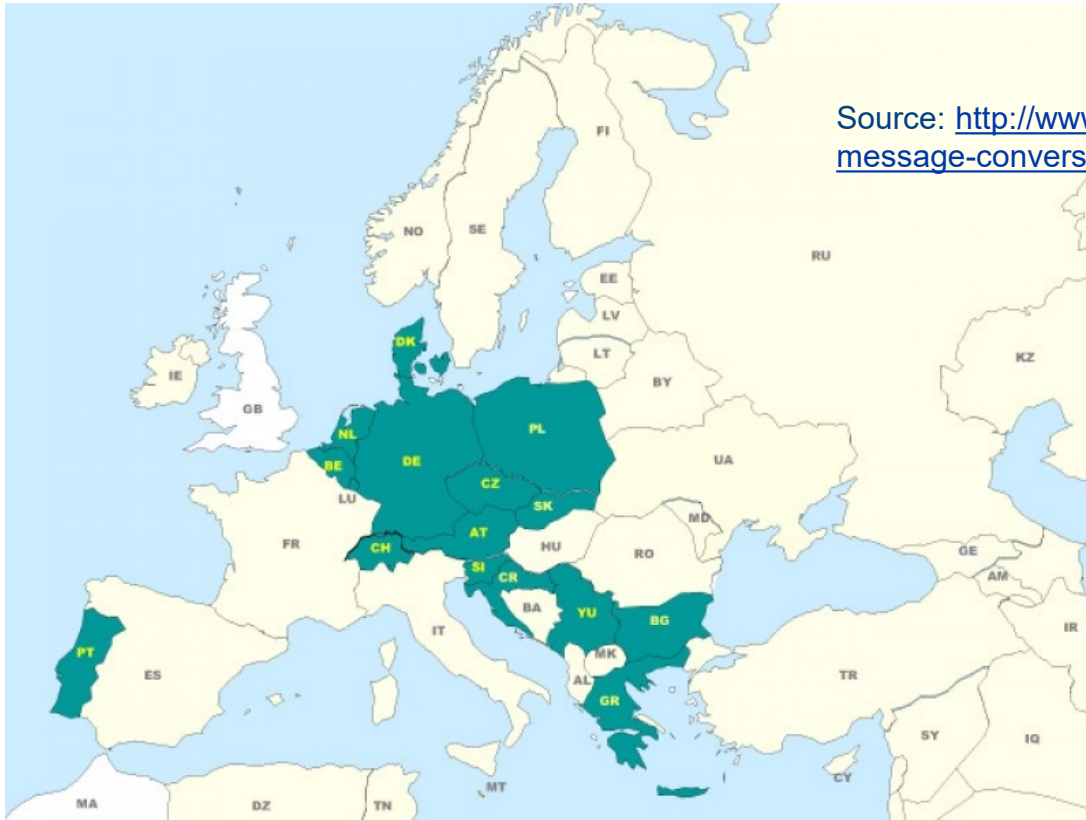 Source: http://www
message-convers
FI
NO
SE
RU
EE
LV
LT
KZ
DK
IE
BY
GB
NL
PL
BE
DE
UA
CZ
LU
SK
MD
AT
FR
CH
HU
RO
GE
SI
CR
AM
BA
YU
BG
IR
IT
PT
MK
ES
TR
AL
GR
SY
IQ
CY
MT
MA
DZ
TN